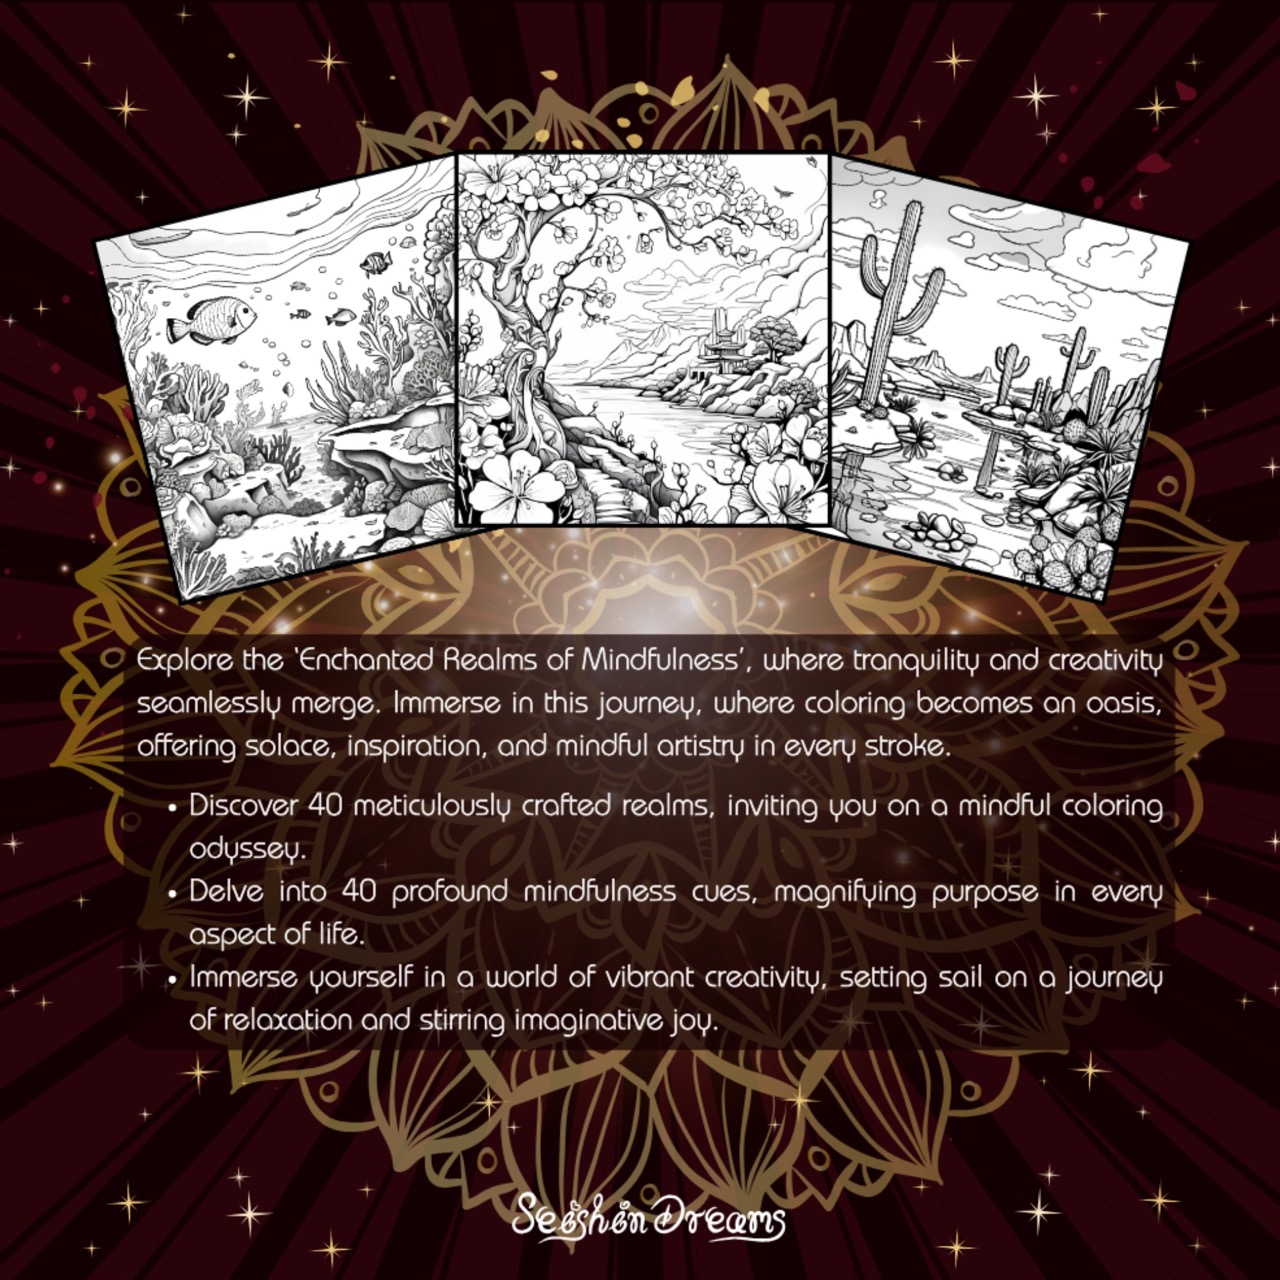 Explore the 'Enchanted Realms of Mindfulness', where tranquility and creativity
seamlessly merge. Immerse in this journey, where coloring becomes an oasis,
offering solace, inspiration, and mindful artistry in every stroke.
• Discover 40 meticulously crafted realms, inviting you on a mindful coloring
odyssey.
• Delve into 40 profound mindfulness cues, magnifying purpose in every
aspect of life.
• Immerse yourself in a world of vibrant creativity, setting sail on a journey
of relaxation and stirring imaginative joy.
Seishin Dreams